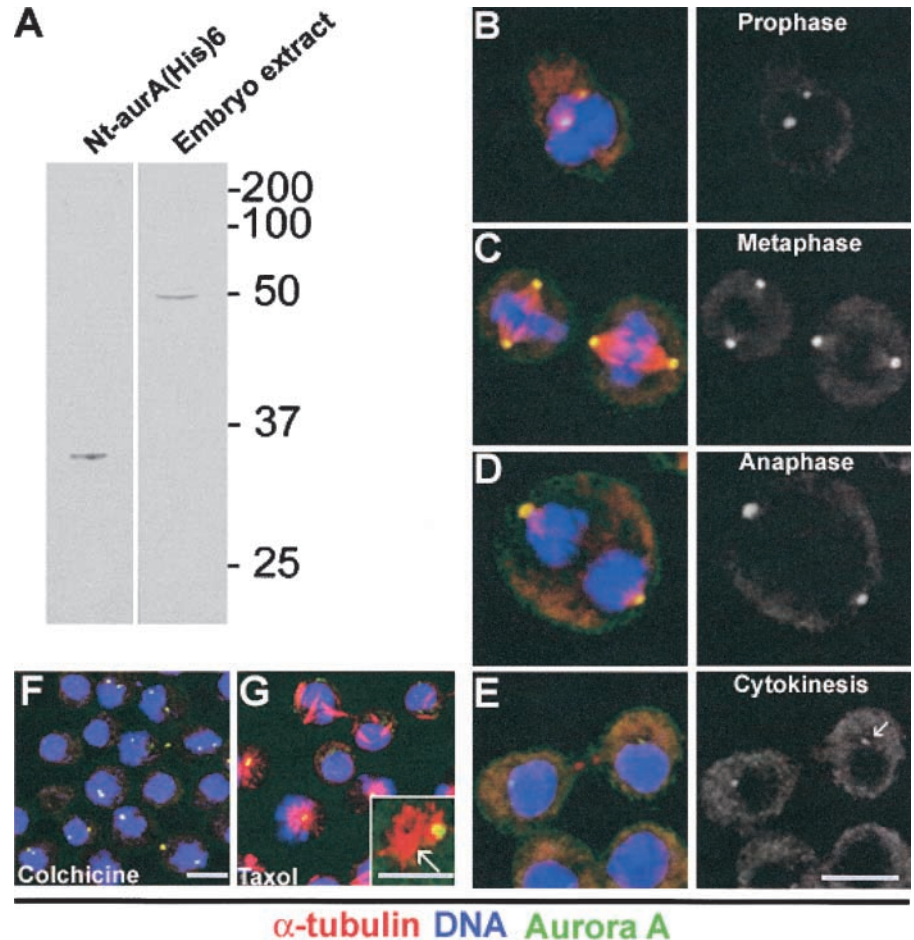 A
Nt-aurA(His)6
Embryo extract
-200
-100
- 50
- 37
- 25
B
Prophase
C
Metaphase
D
Anaphase
E
Cytokinesis
F
Colchicine
G
Taxol
α-tubulin DNA Aurora A